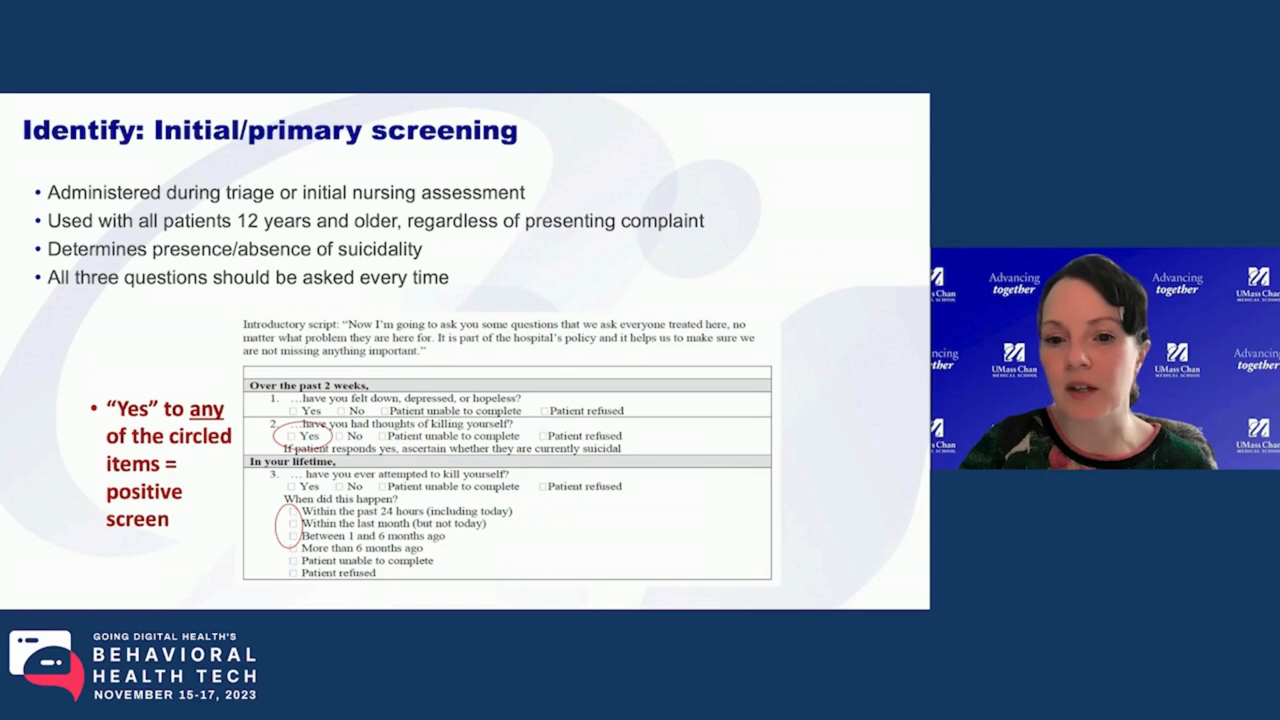 Identify: Initial/primary screening
• Administered during triage or initial nursing assessment
• Used with all patients 12 years and older, regardless of presenting complaint
• Determines presence/absence of suicidality
• All three questions should be asked every time
Introductory script: “Now I’m going to ask you some questions that we ask everyone treated here, no
matter what problem they are here for. It is part of the hospital’s policy and it helps us to make sure we
are not missing anything important.”
• “Yes” to any
of the circled
items =
positive
screen
Over the past 2 weeks,
1. …have you felt down, depressed, or hopeless?
☐ Yes ☐ No ☐Patient unable to complete ☐Patient refused
2. …have you had thoughts of killing yourself?
☐ Yes ☐ No ☐Patient unable to complete ☐Patient refused
If patient responds yes, ascertain whether they are currently suicidal
In your lifetime,
3. … have you ever attempted to kill yourself?
☐ Yes ☐ No ☐Patient unable to complete ☐Patient refused
When did this happen?
☐ Within the past 24 hours (including today)
☐ Within the last month (but not today)
☐ Between 1 and 6 months ago
☐ More than 6 months ago
☐ Patient unable to complete
☐ Patient refused
Advancing
together
Advancing
together
UMass Chan
MEDICAL SCHOOL
UMass Chan
MEDICAL SCHOOL
UMass Chan
MEDICAL SCHOOL
GOING DIGITAL HEALTH'S
BEHAVIORAL
HEALTH TECH
NOVEMBER 15-17, 2023